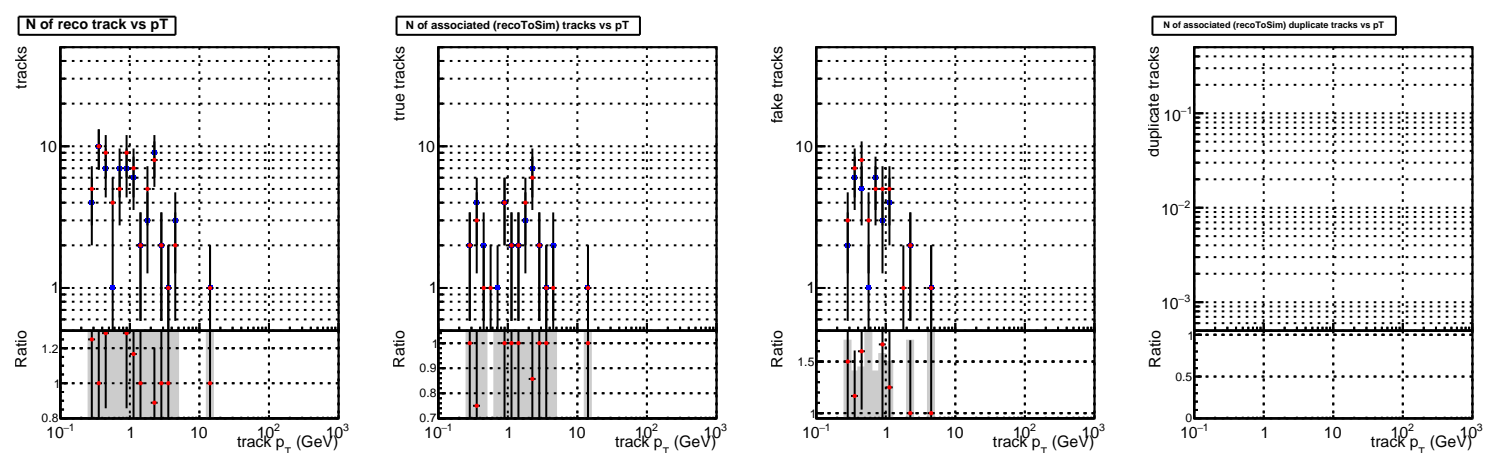 N of reco track vs pT
tracks
10
1
Ratio
1.2
1
0.8
10⁻¹ 1 10 10² 10³
track p_T (GeV)
N of associated (recoToSim) tracks vs pT
true tracks
10
1
Ratio
1
0.9
0.8
0.7
10⁻¹ 1 10 10² 10³
track p_T (GeV)
fake tracks
10
1
Ratio
1.5
1
10⁻¹ 1 10 10² 10³
track p_T (GeV)
N of associated (recoToSim) duplicate tracks vs pT
duplicate tracks
10⁻¹
10⁻²
10⁻³
Ratio
1
0.5
0
10⁻¹ 1 10 10² 10³
track p_T (GeV)